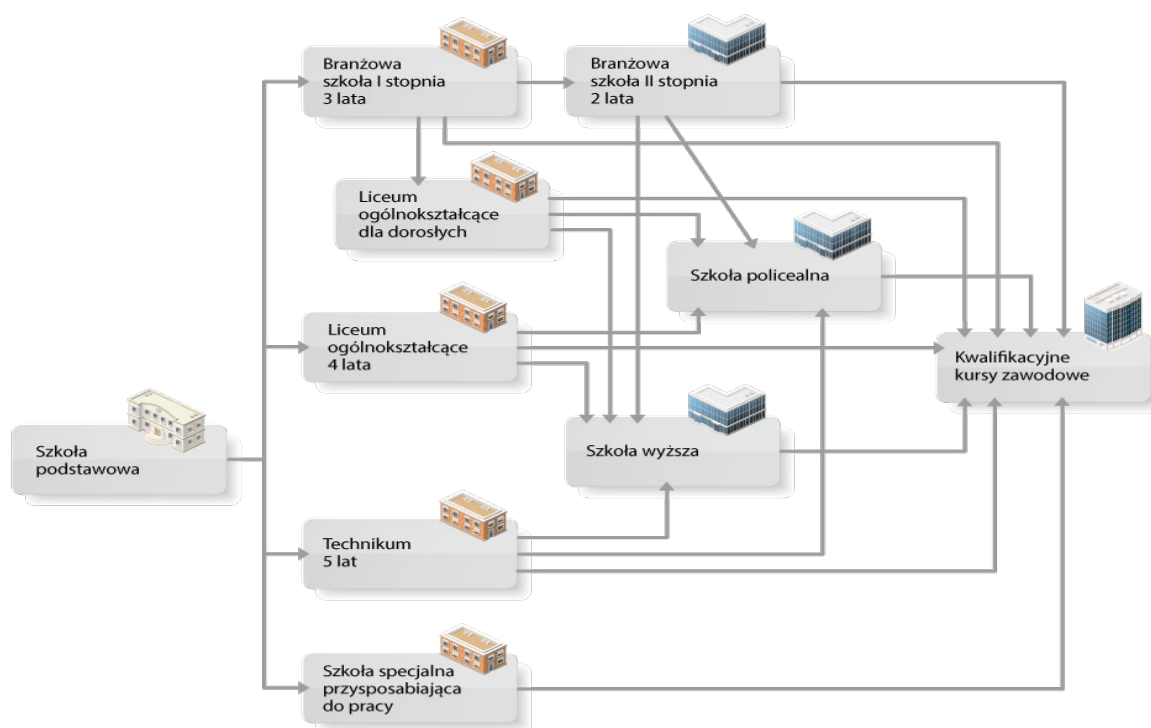 Branżowa
szkoła I stopnia
3 lata
Branżowa
szkoła II stopnia
2 lata
Liceum
ogólnokształcące
dla dorosłych
Szkoła policealna
Liceum
ogólnokształcące
4 lata
Kwalifikacyjne
kursy zawodowe
Szkoła
podstawowa
Szkoła wyższa
Technikum
5 lat
Szkoła specjalna
przysposabiająca
do pracy